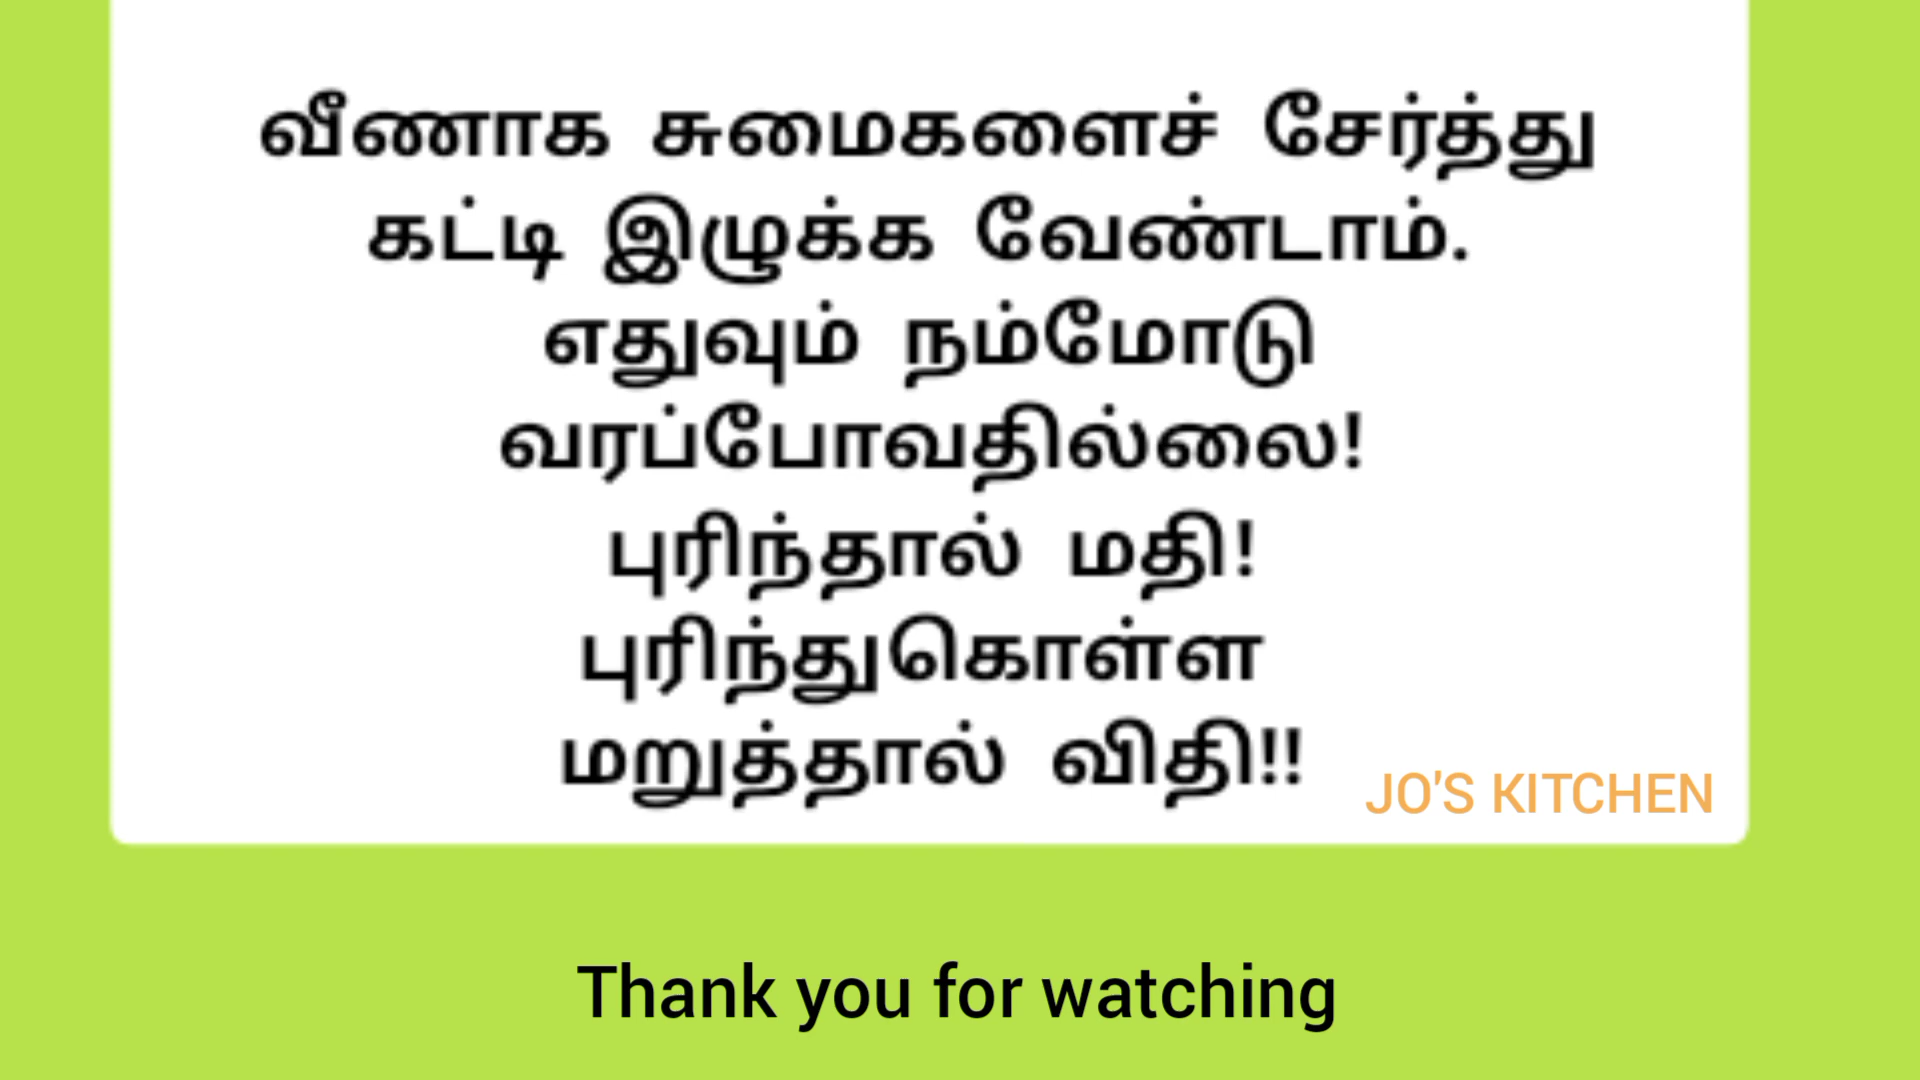 வீணாக சுமைகளைச் சேர்த்து
கட்டி இழுக்க வேண்டாம்.
எதுவும் நம்மோடு
வரப்போவதில்லை!
புரிந்தால் மதி!
புரிந்துகொள்ள
மறுத்தால் விதி!!
JO'S KITCHEN
Thank you for watching